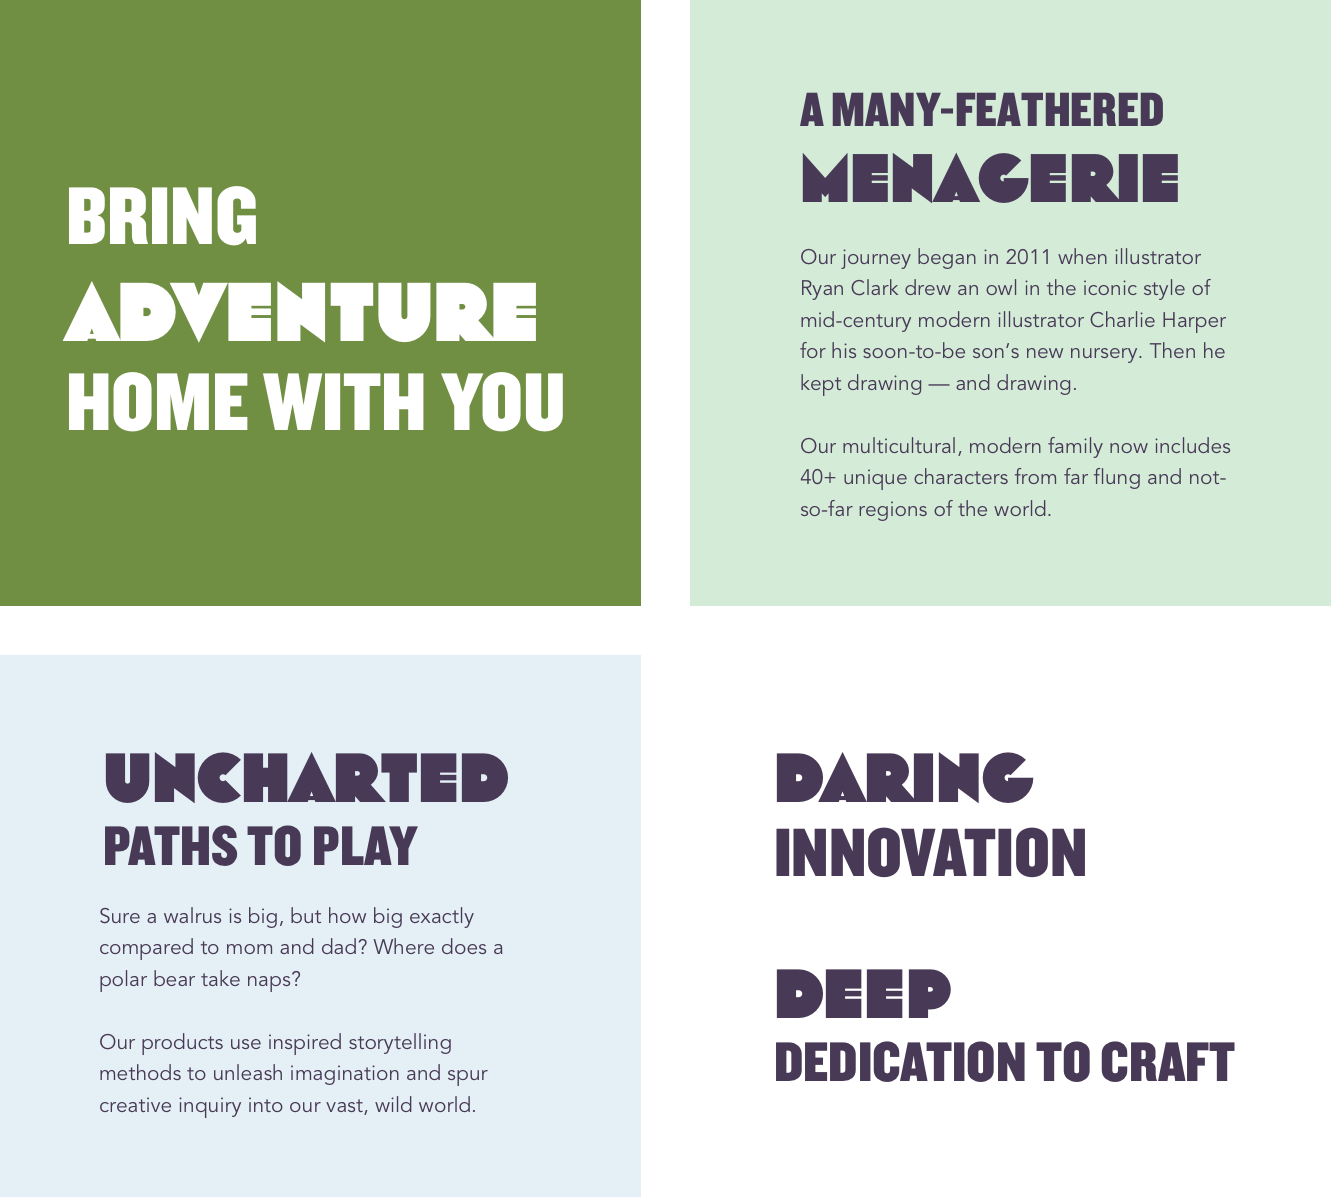 BRING
ADVENTURE
HOME WITH YOU
A MANY-FEATHERED
MENAGERIE
Our journey began in 2011 when illustrator
Ryan Clark drew an owl in the iconic style of
mid-century modern illustrator Charlie Harper
for his soon-to-be son’s new nursery. Then he
kept drawing — and drawing.
Our multicultural, modern family now includes
40+ unique characters from far flung and not-
so-far regions of the world.
UNCHARTED
PATHS TO PLAY
Sure a walrus is big, but how big exactly
compared to mom and dad? Where does a
polar bear take naps?
Our products use inspired storytelling
methods to unleash imagination and spur
creative inquiry into our vast, wild world.
DARING
INNOVATION
DEEP
DEDICATION TO CRAFT